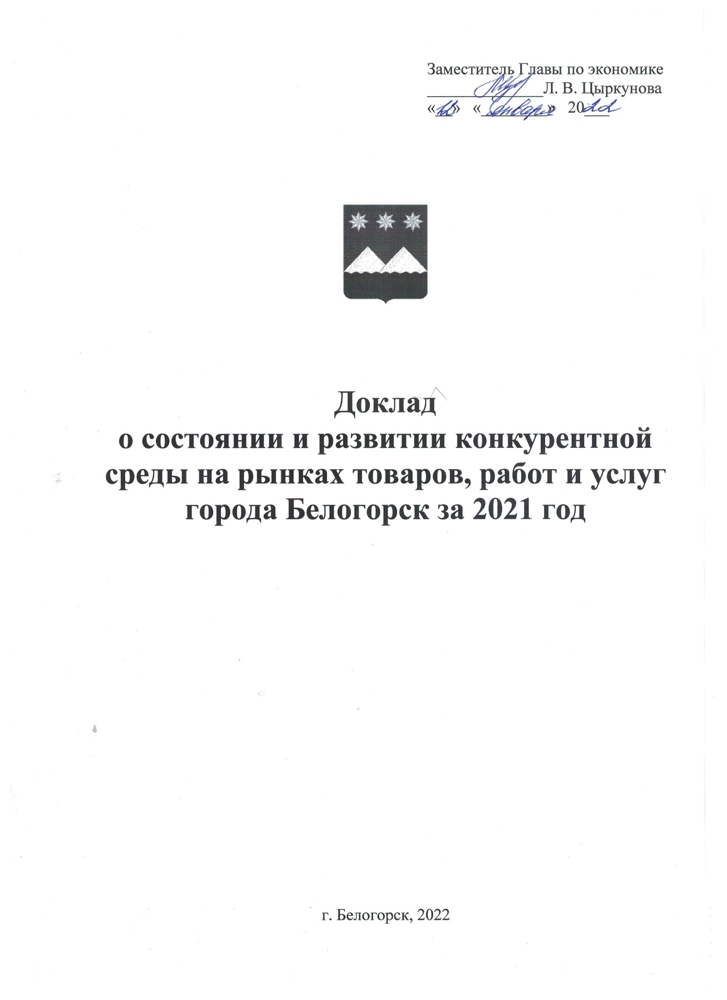 Заместитель Главы по экономике
______________Л. В. Цыркунова
«12» «января» 2022
Доклад
о состоянии и развитии конкурентной
среды на рынках товаров, работ и услуг
города Белогорск за 2021 год
г. Белогорск, 2022